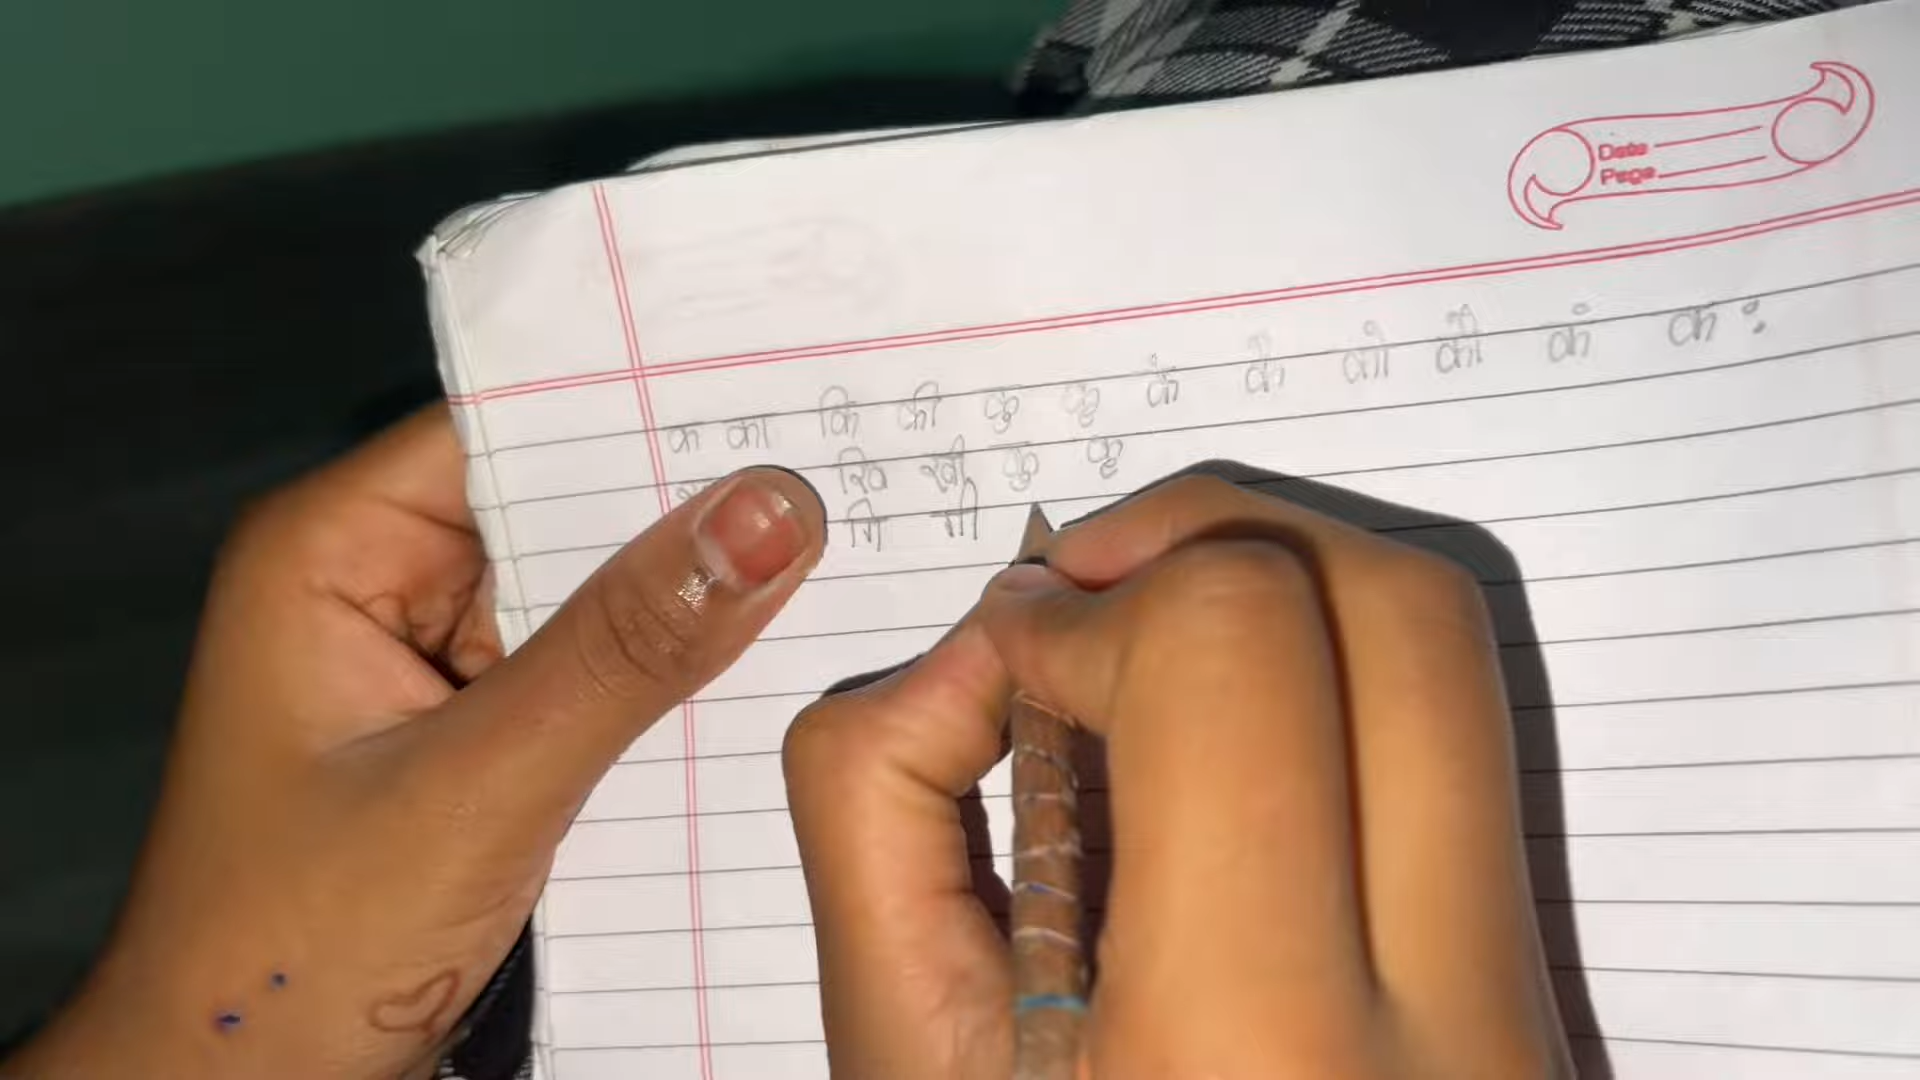 Date
Page
क का कि की कु कू के कै को कौ कं क:
खि खी कु कू
गि गी